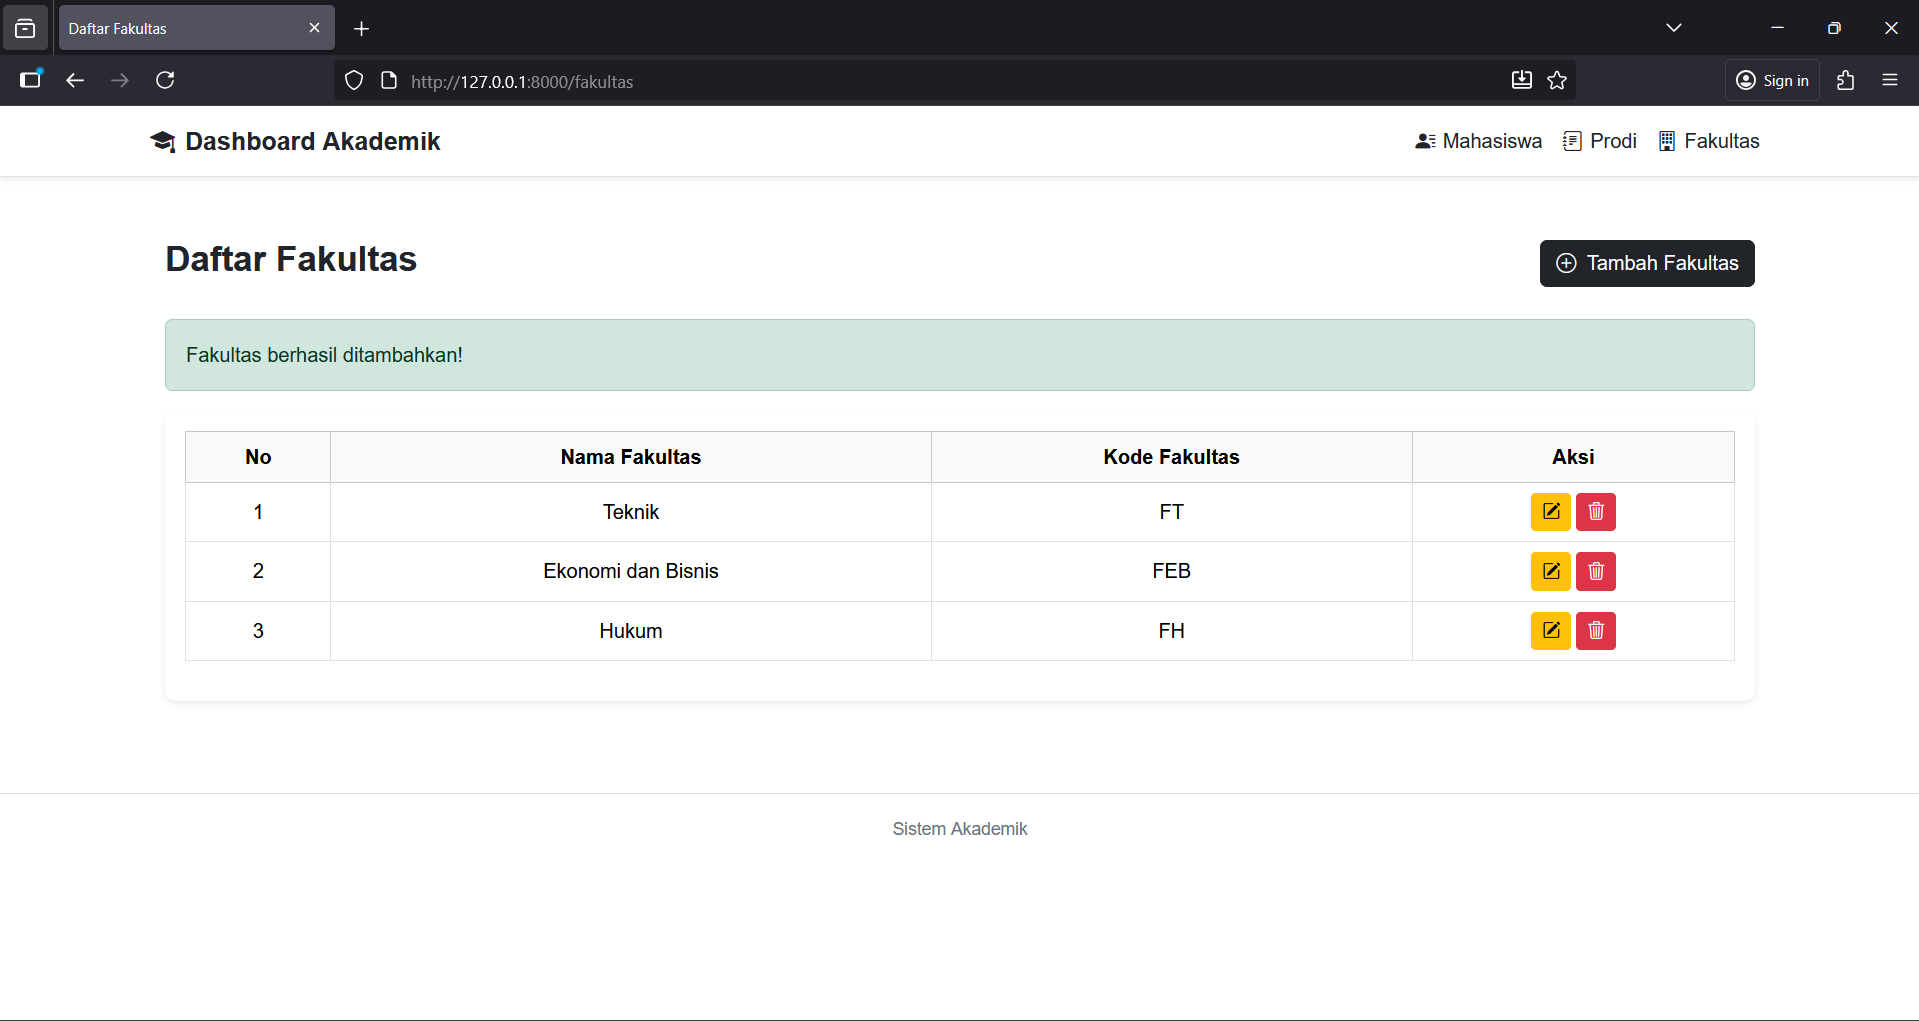 Daftar Fakultas
http://127.0.0.1:8000/fakultas
Sign in
Dashboard Akademik
Mahasiswa Prodi Fakultas
Daftar Fakultas
Tambah Fakultas
Fakultas berhasil ditambahkan!
No Nama Fakultas Kode Fakultas Aksi
1 Teknik FT
2 Ekonomi dan Bisnis FEB
3 Hukum FH
Sistem Akademik